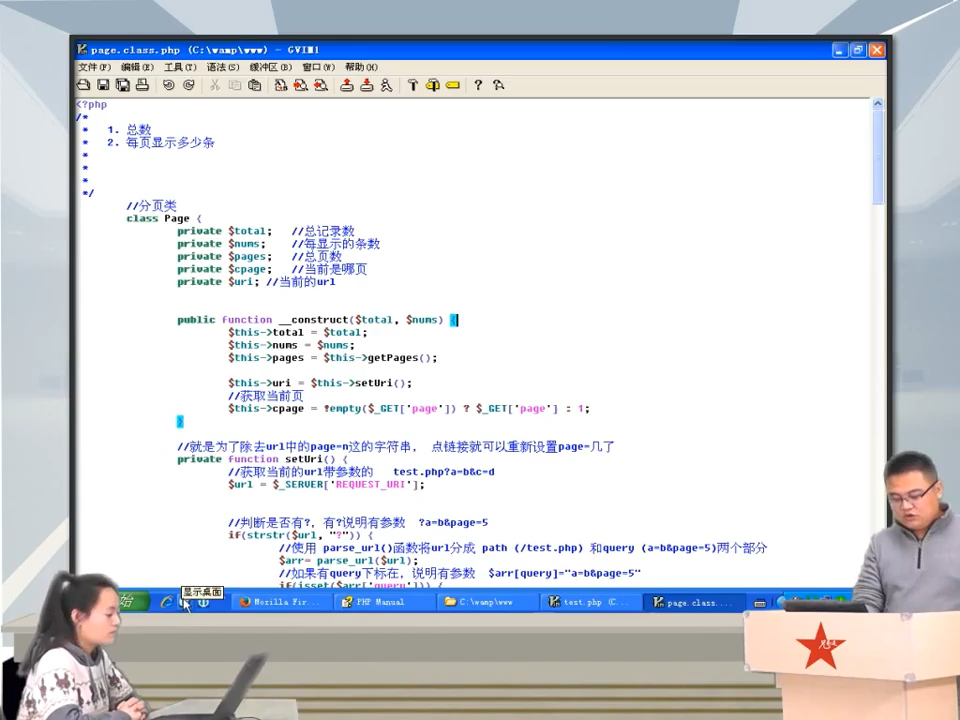 page.class.php (C:\wamp\www) - GVIM1
文件(F) 编辑(E) 工具(T) 语法(S) 缓冲区(B) 窗口(W) 帮助(H)
<?php
/*
* 1. 总数
* 2. 每页显示多少条
*
*
*
*/
//分页类
class Page {
private $total; //总记录数
private $nums; //每显示的条数
private $pages; //总页数
private $cpage; //当前是哪页
private $uri; //当前的url
public function __construct($total, $nums) {
$this->total = $total;
$this->nums = $nums;
$this->pages = $this->getPages();
$this->uri = $this->setUri();
//获取当前页
$this->cpage = !empty($_GET['page']) ? $_GET['page'] : 1;
}
//就是为了除去url中的page=n这的字符串， 点链接就可以重新设置page=几了
private function setUri() {
//获取当前的url带参数的 test.php?a=b&c=d
$url = $_SERVER['REQUEST_URI'];
//判断是否有?，有?说明有参数 ?a=b&page=5
if(strstr($url, "?")) {
//使用 parse_url()函数将url分成 path (/test.php) 和query (a=b&page=5)两个部分
$arr= parse_url($url);
//如果有query下标在，说明有参数 $arr[query]="a=b&page=5"
if(isset($arr['query'])) {
显示桌面
始 Mozilla Fir... PHP Manual C:\wamp\www test.php (C... page.class....